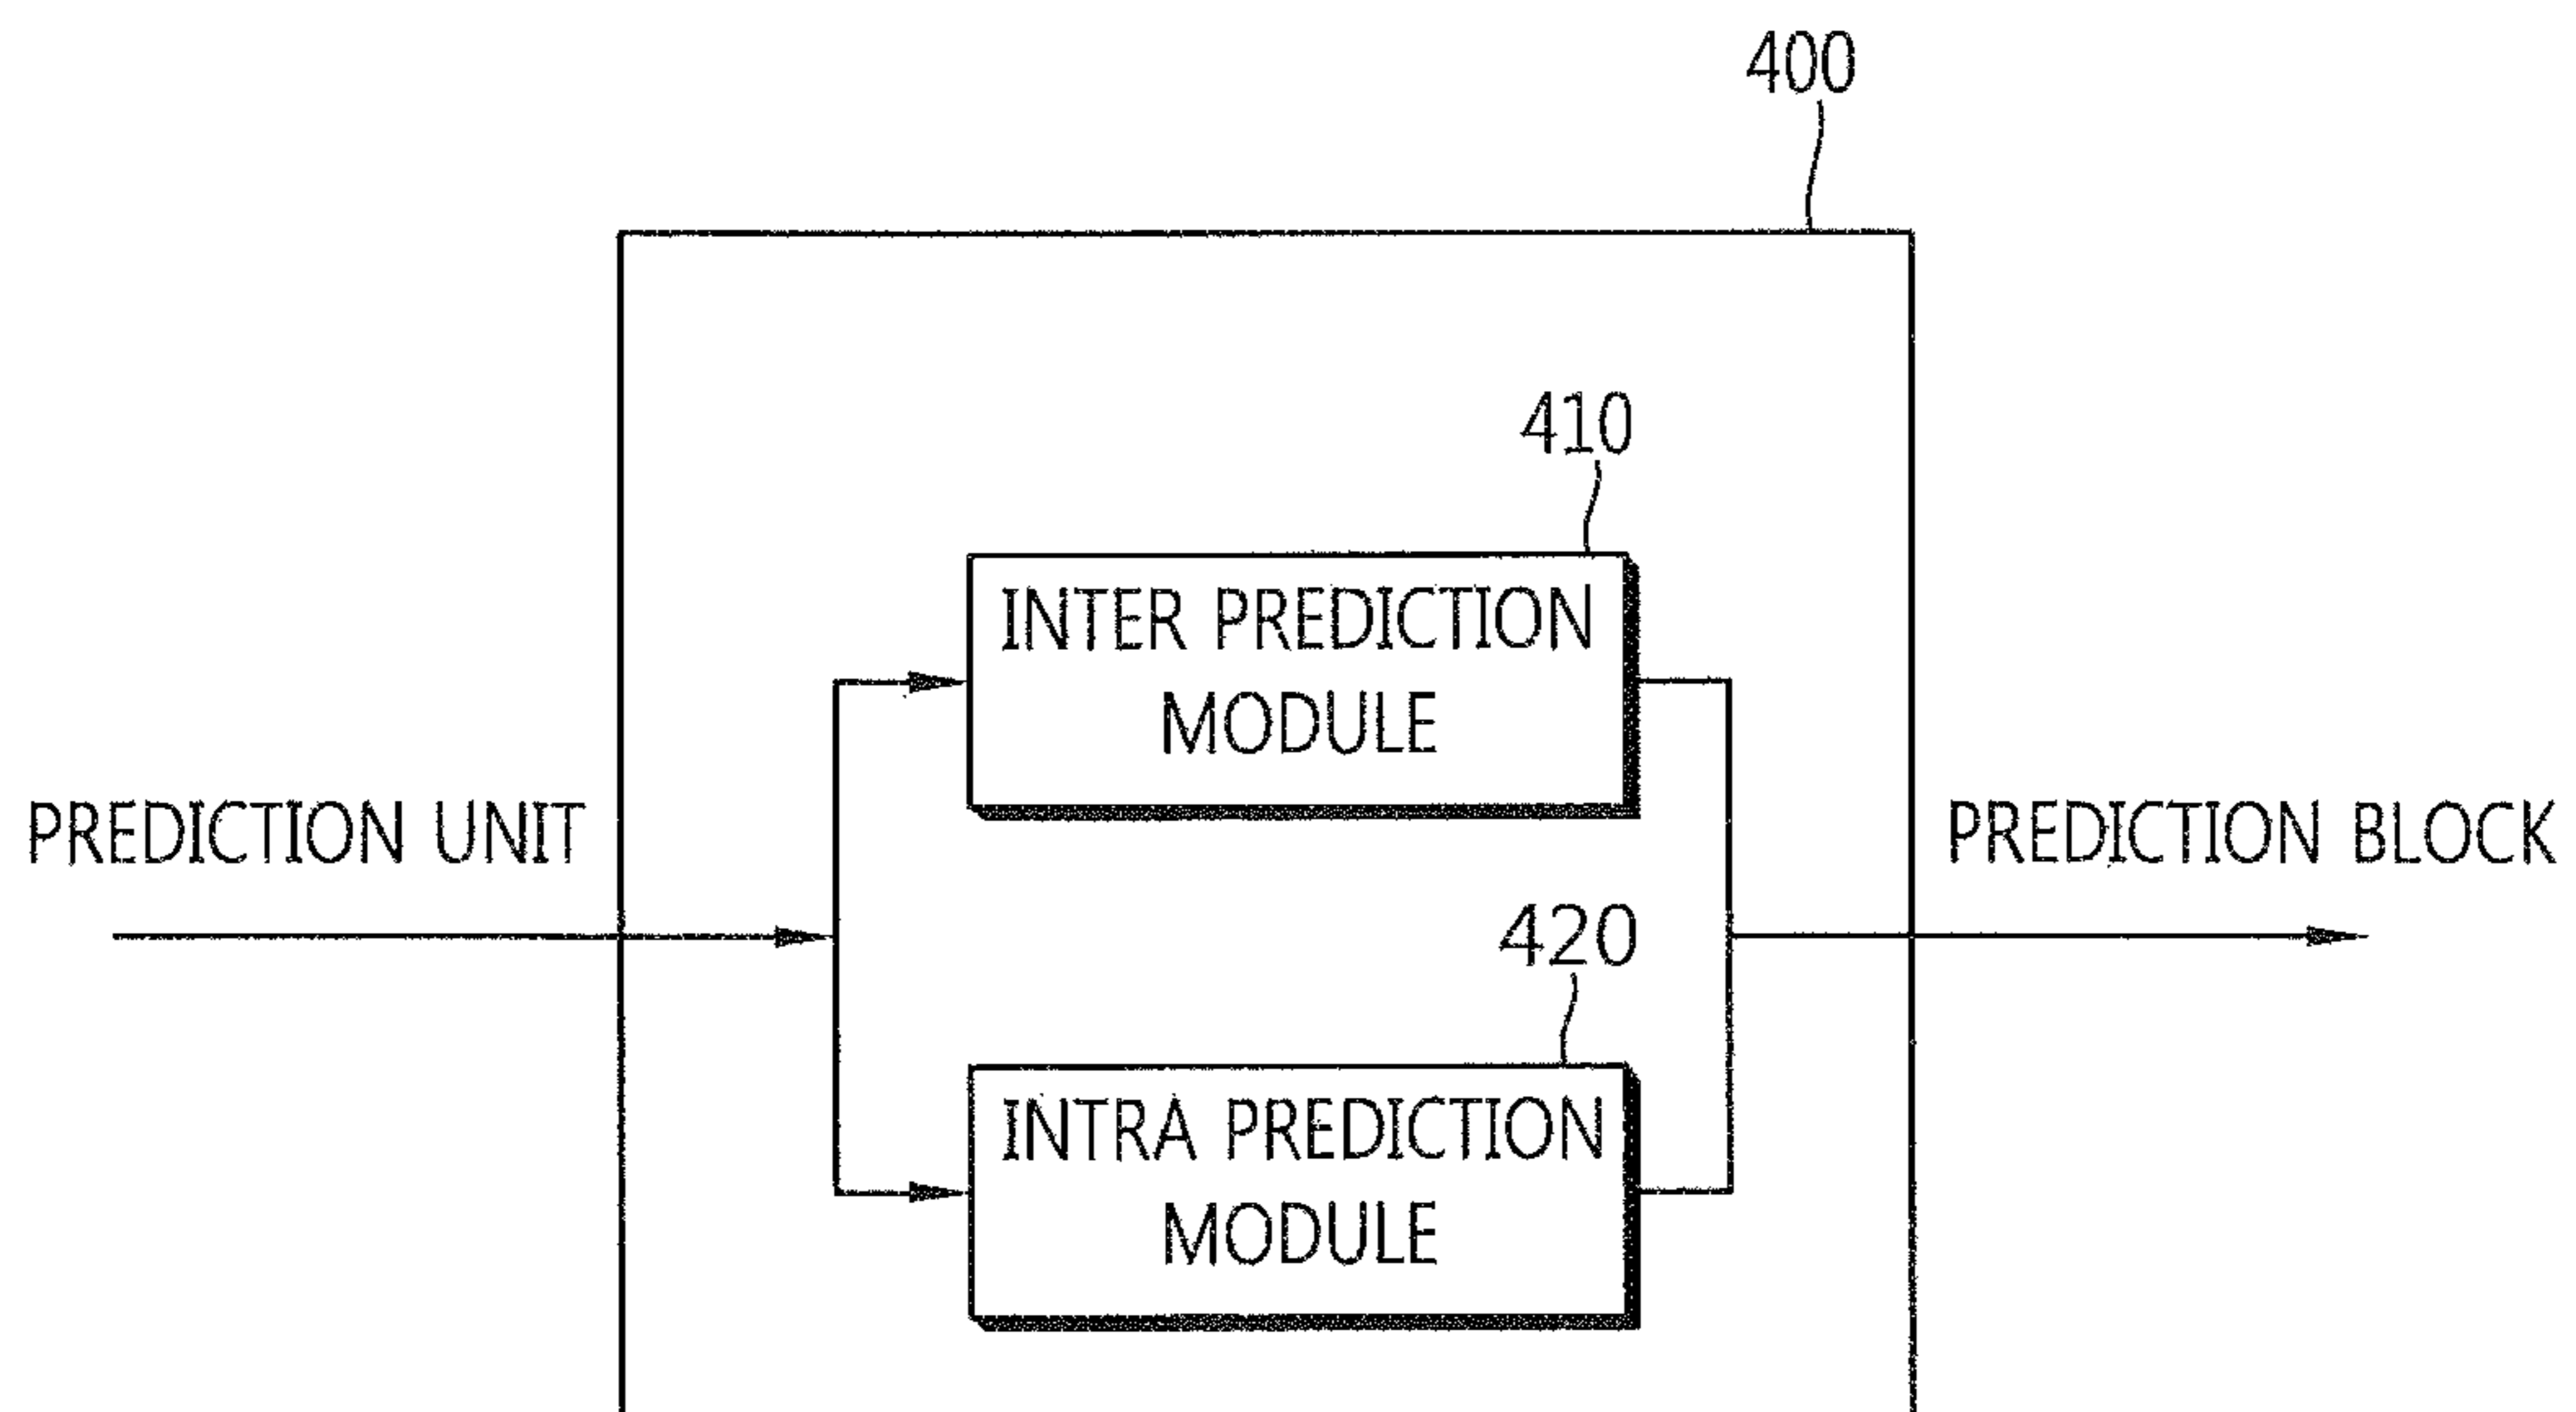 400
410
INTER PREDICTION
MODULE
PREDICTION UNIT
PREDICTION BLOCK
420
INTRA PREDICTION
MODULE